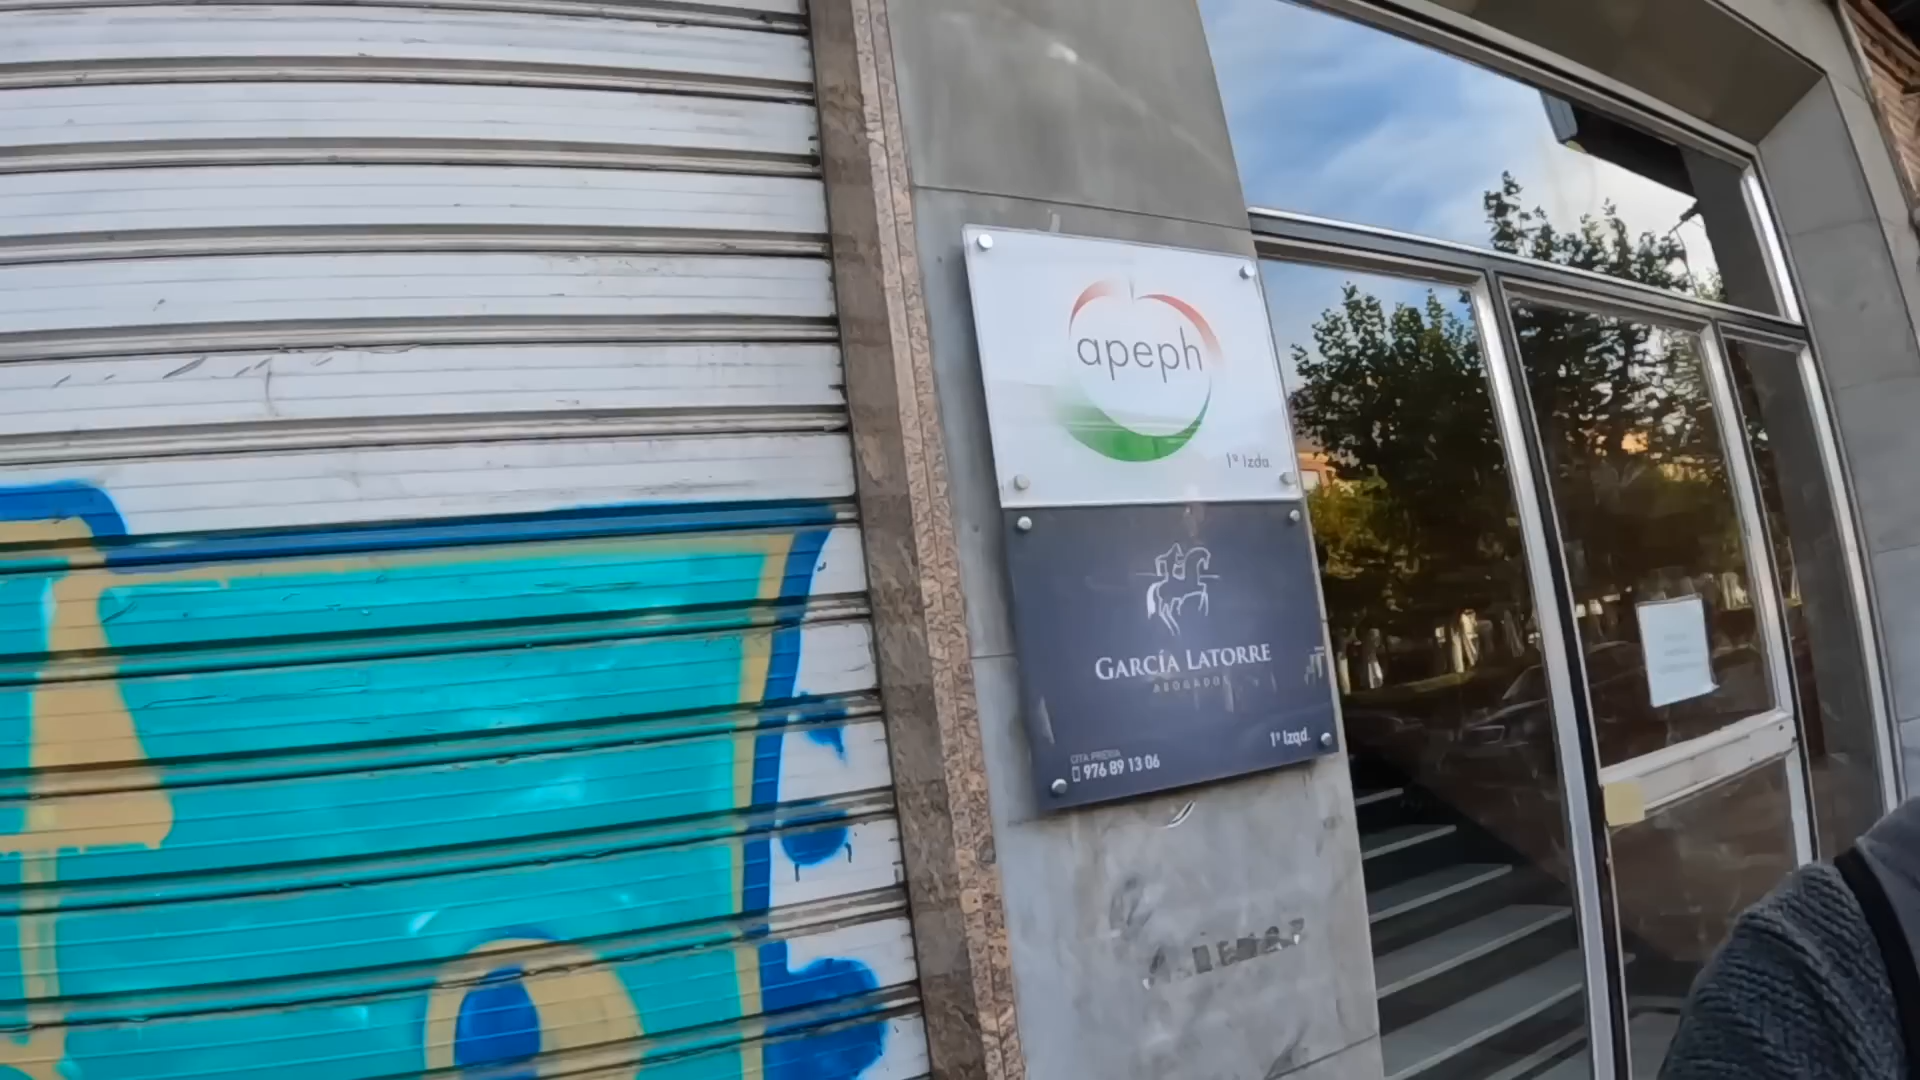 apeph
1º Izda.
GARCÍA LATORRE
ABOGADOS
1º Izqd.
CITA PREVIA
976 89 13 06